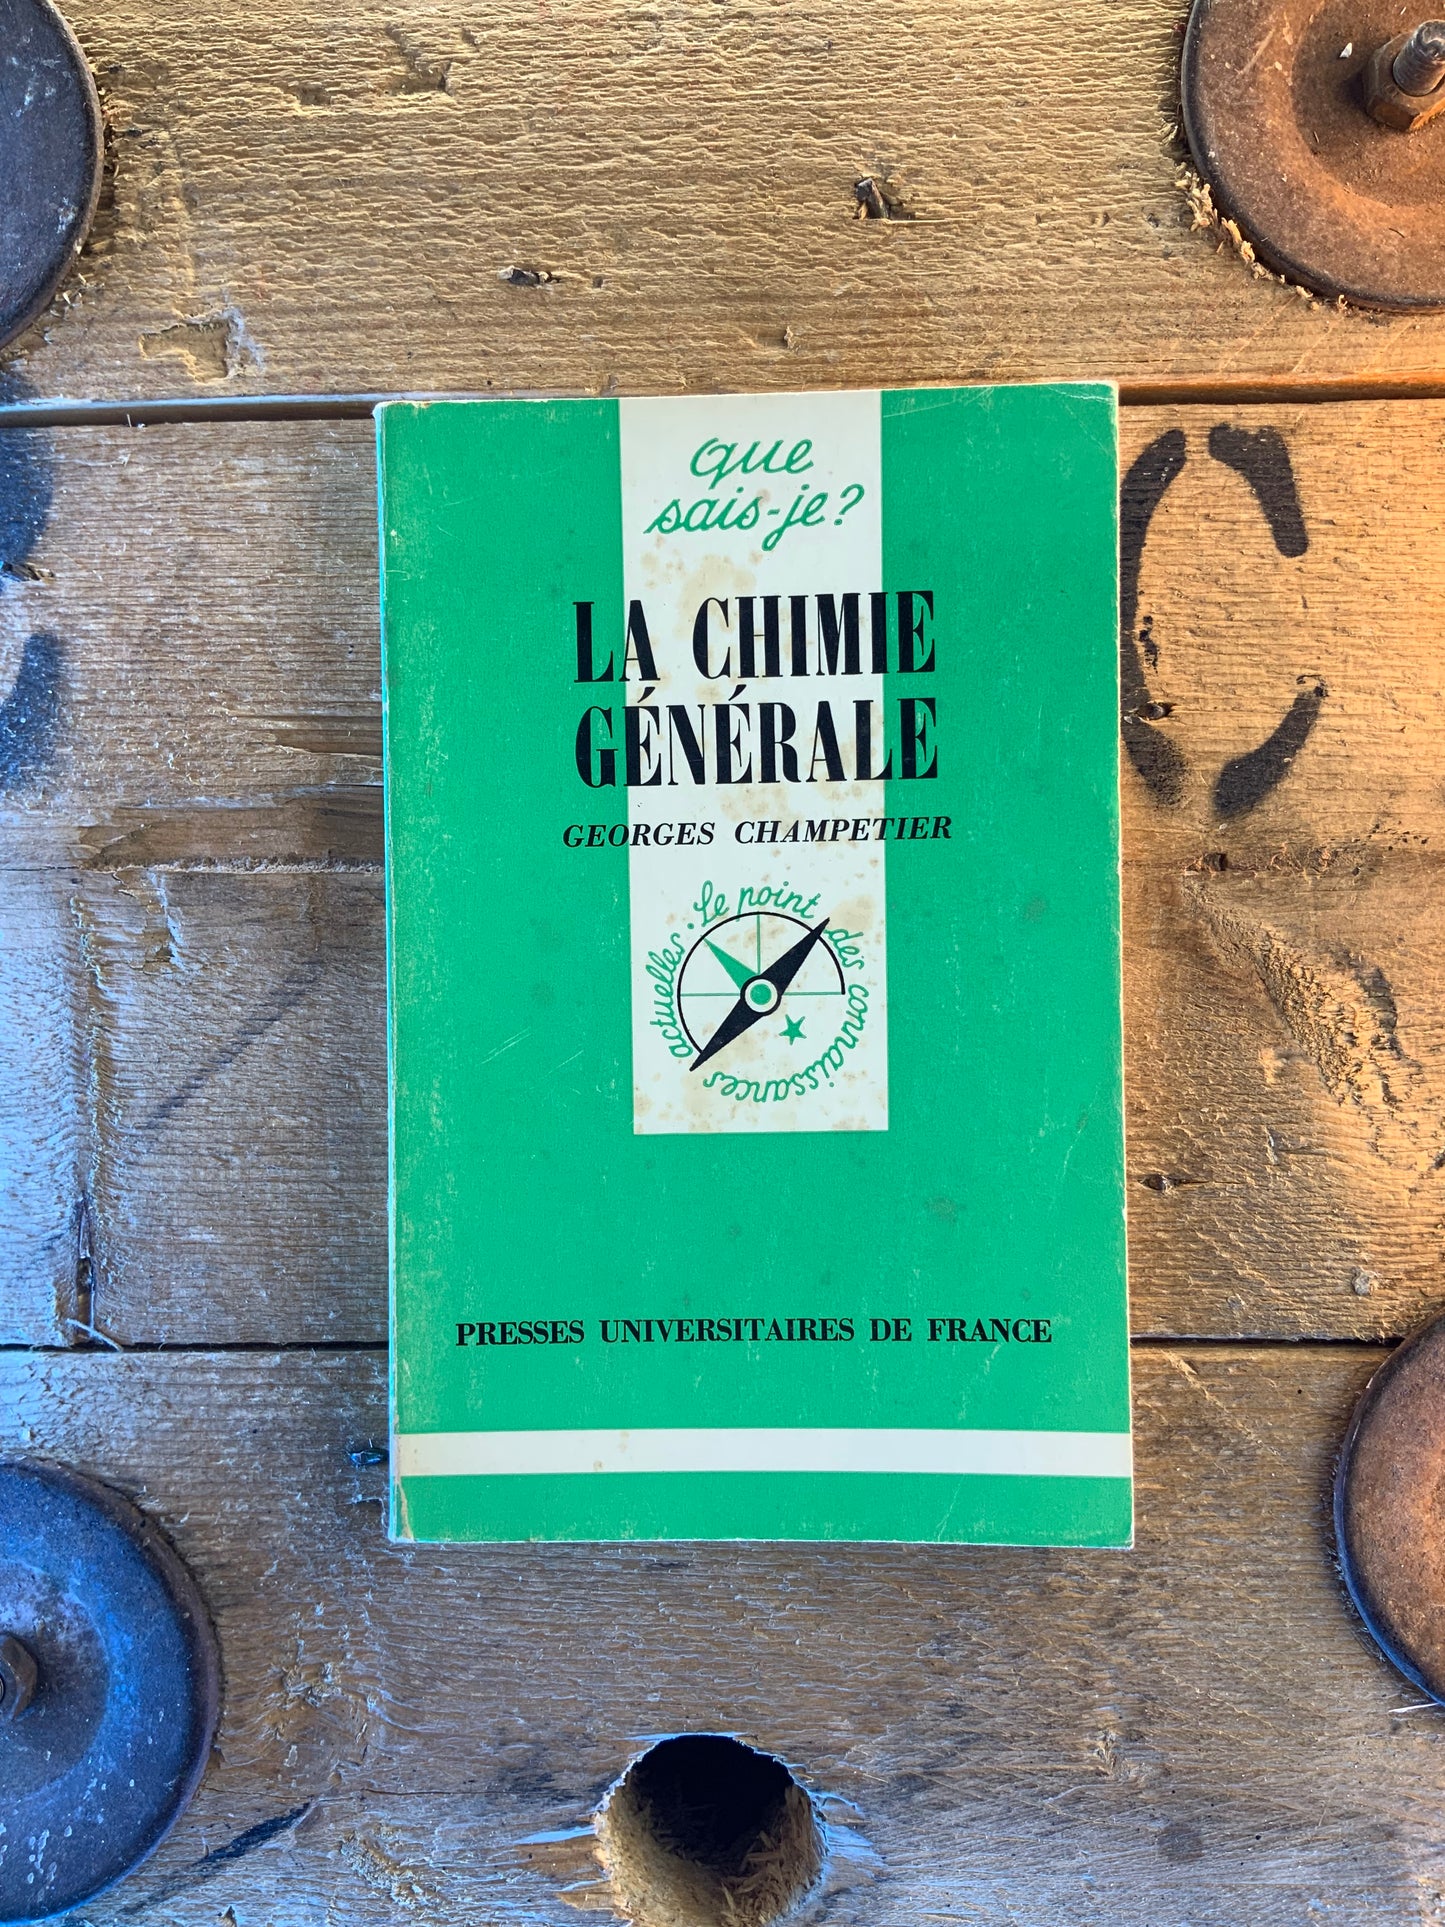 que
sais-je?
LA CHIMIE
GÉNÉRALE
GEORGES CHAMPETIER
Le point des connaissances actuelles.
PRESSES UNIVERSITAIRES DE FRANCE